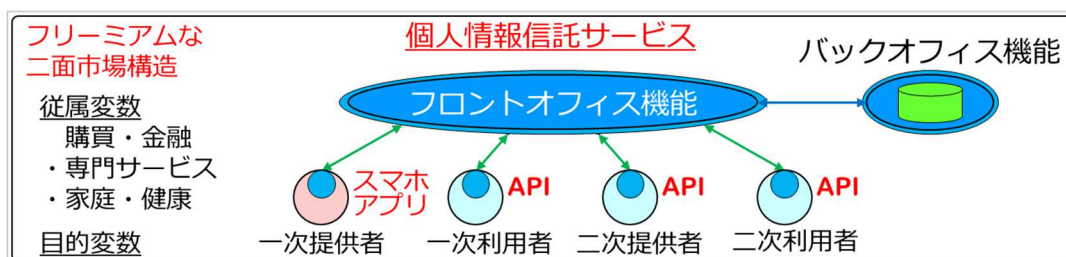 フリーミアムな
二面市場構造
従属変数
購買・金融
・専門サービス
・家庭・健康
目的変数
個人情報信託サービス
バックオフィス機能
フロントオフィス機能
スマホ
アプリ
API
API
API
一次提供者
一次利用者
二次提供者
二次利用者